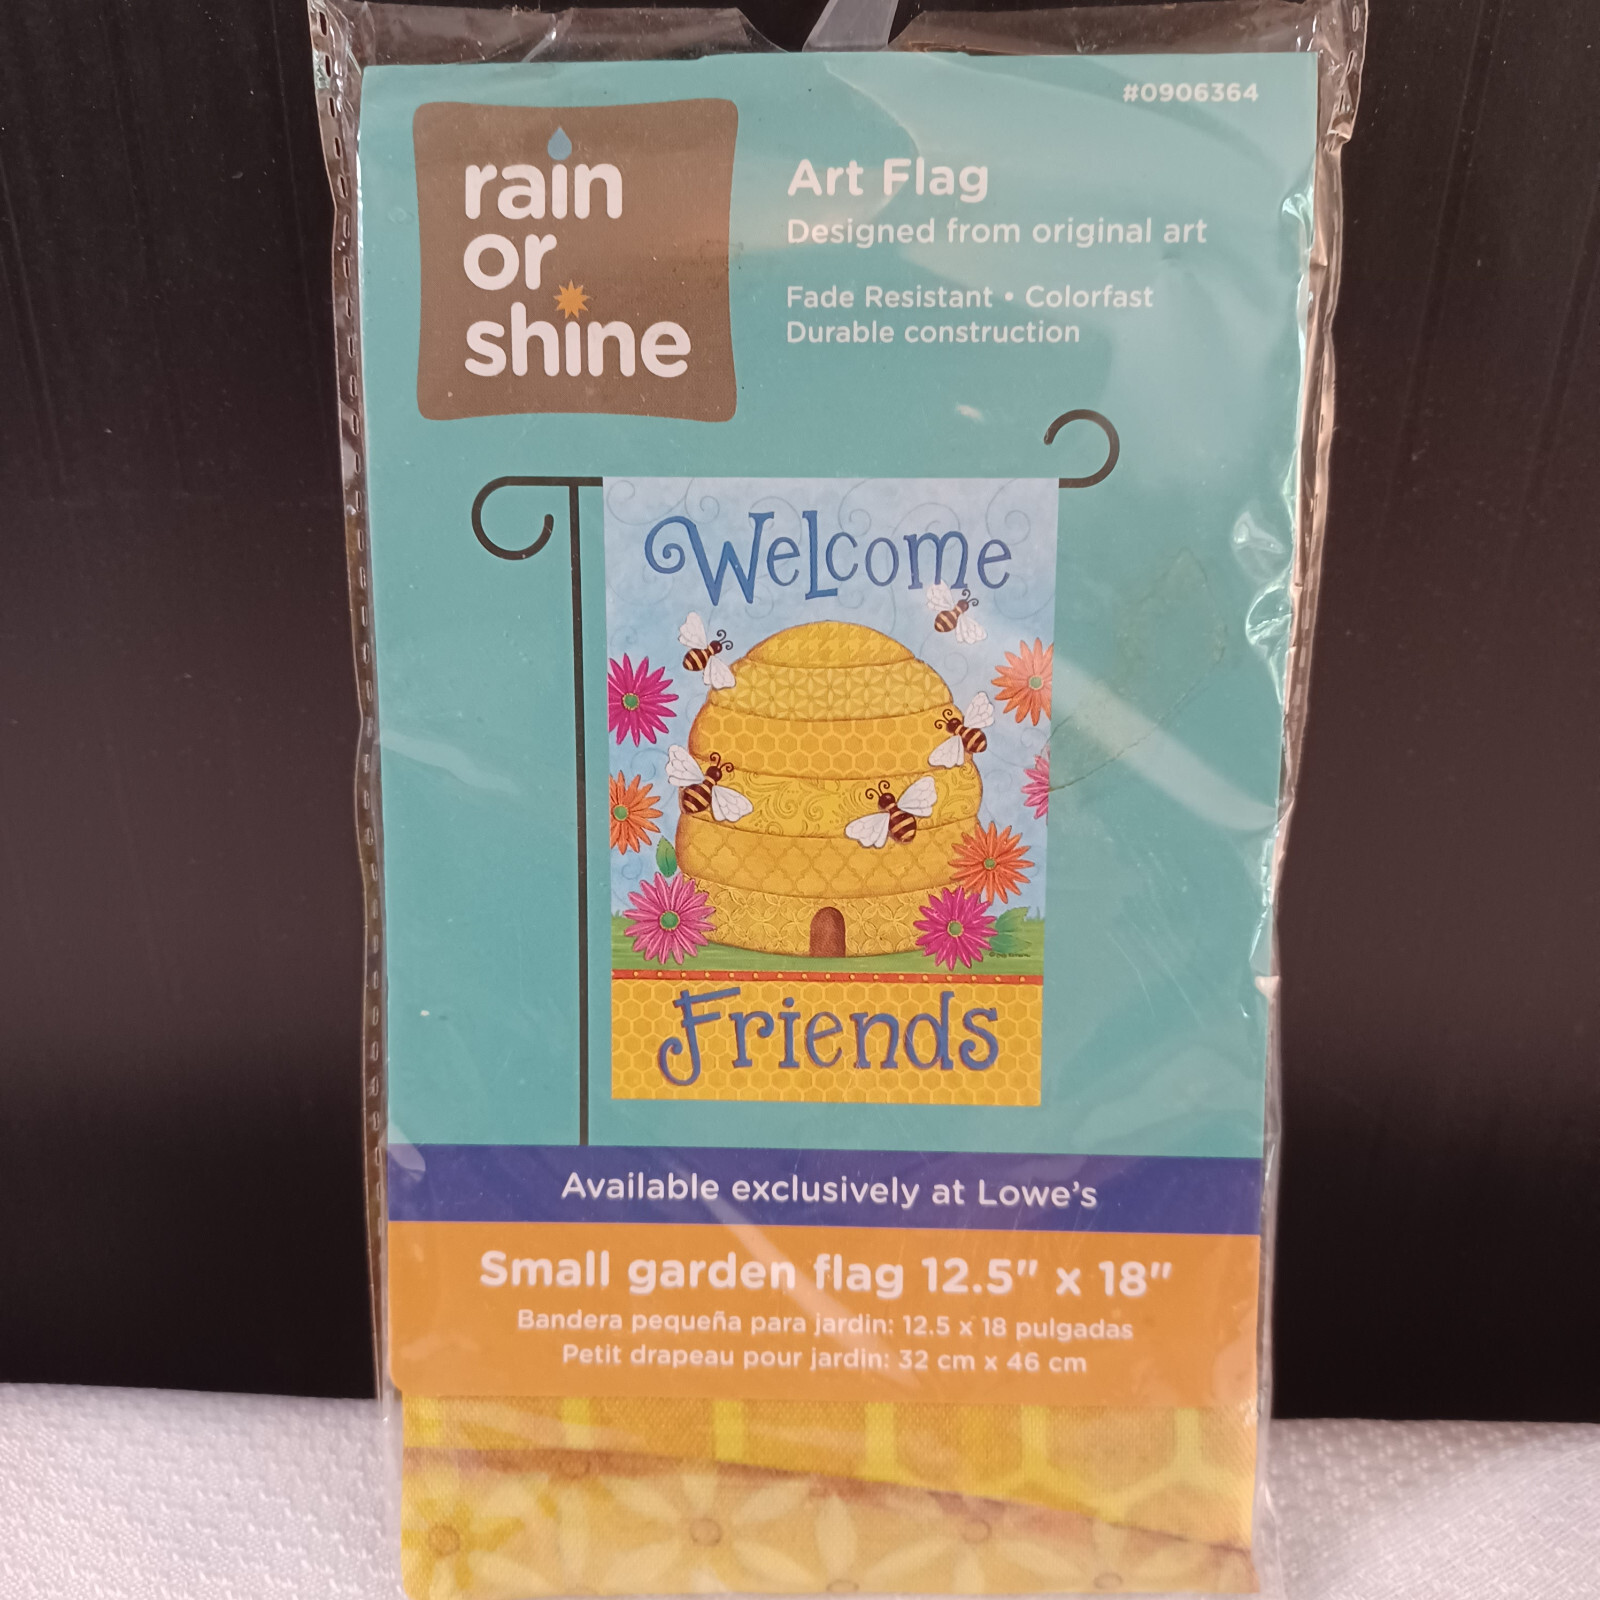 #0906364
rain
or
shine
Art Flag
Designed from original art
Fade Resistant • Colorfast
Durable construction
Welcome
Friends
Available exclusively at Lowe's
Small garden flag 12.5" x 18"
Bandera pequeña para jardin: 12.5 x 18 pulgadas
Petit drapeau pour jardin: 32 cm x 46 cm